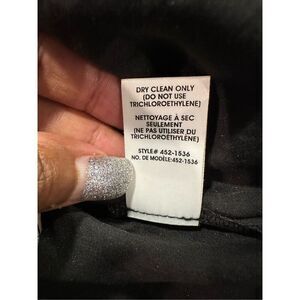 DRY CLEAN ONLY
(DO NOT USE
TRICHLOROETHYLENE)
NETTOYAGE À SEC
SEULEMENT
(NE PAS UTILISER DU
TRICHLOROETHYLENE)
STYLE# 452-1536
NO. DE MODÈLE:452-1536